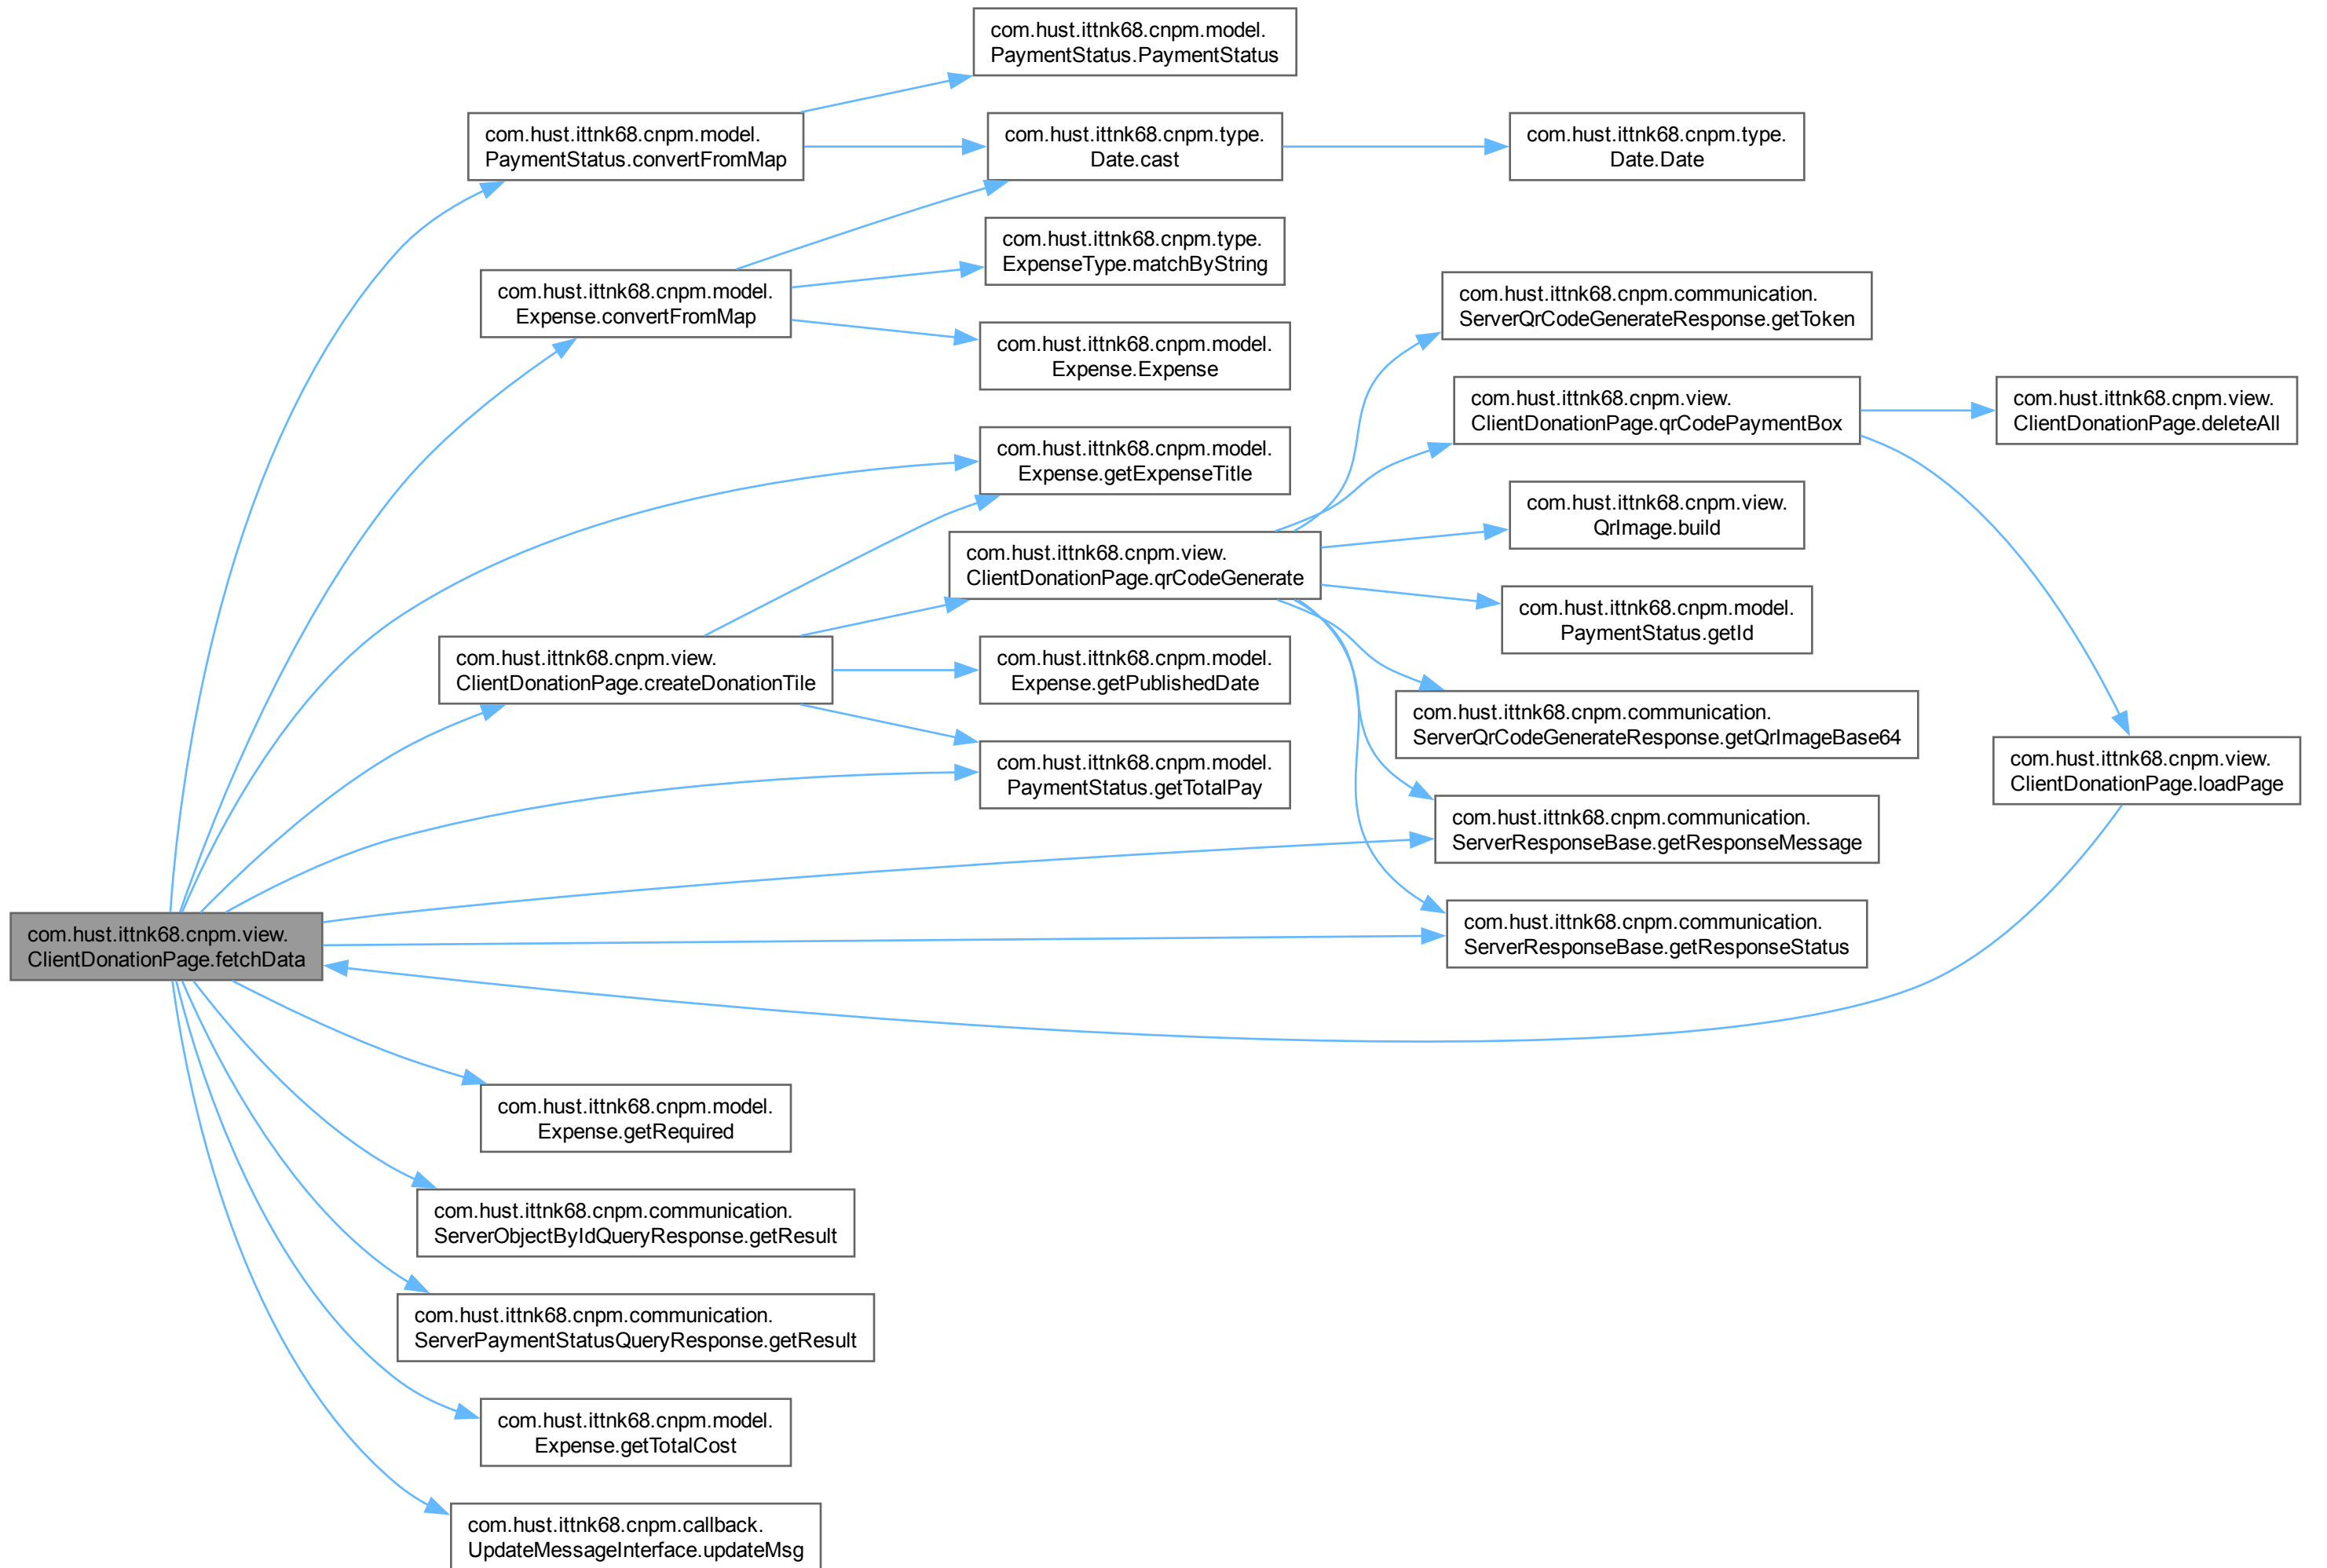 com.hust.ittnk68.cnpm.model.
PaymentStatus.PaymentStatus
com.hust.ittnk68.cnpm.model.
PaymentStatus.convertFromMap
com.hust.ittnk68.cnpm.type.
Date.cast
com.hust.ittnk68.cnpm.type.
Date.Date
com.hust.ittnk68.cnpm.type.
ExpenseType.matchByString
com.hust.ittnk68.cnpm.model.
Expense.convertFromMap
com.hust.ittnk68.cnpm.communication.
ServerQrCodeGenerateResponse.getToken
com.hust.ittnk68.cnpm.model.
Expense.Expense
com.hust.ittnk68.cnpm.view.
ClientDonationPage.qrCodePaymentBox
com.hust.ittnk68.cnpm.view.
ClientDonationPage.deleteAll
com.hust.ittnk68.cnpm.model.
Expense.getExpenseTitle
com.hust.ittnk68.cnpm.view.
QrImage.build
com.hust.ittnk68.cnpm.view.
ClientDonationPage.qrCodeGenerate
com.hust.ittnk68.cnpm.model.
PaymentStatus.getId
com.hust.ittnk68.cnpm.view.
ClientDonationPage.createDonationTile
com.hust.ittnk68.cnpm.model.
Expense.getPublishedDate
com.hust.ittnk68.cnpm.communication.
ServerQrCodeGenerateResponse.getQrImageBase64
com.hust.ittnk68.cnpm.model.
PaymentStatus.getTotalPay
com.hust.ittnk68.cnpm.view.
ClientDonationPage.loadPage
com.hust.ittnk68.cnpm.communication.
ServerResponseBase.getResponseMessage
com.hust.ittnk68.cnpm.communication.
ServerResponseBase.getResponseStatus
com.hust.ittnk68.cnpm.view.
ClientDonationPage.fetchData
com.hust.ittnk68.cnpm.model.
Expense.getRequired
com.hust.ittnk68.cnpm.communication.
ServerObjectByIdQueryResponse.getResult
com.hust.ittnk68.cnpm.communication.
ServerPaymentStatusQueryResponse.getResult
com.hust.ittnk68.cnpm.model.
Expense.getTotalCost
com.hust.ittnk68.cnpm.callback.
UpdateMessageInterface.updateMsg